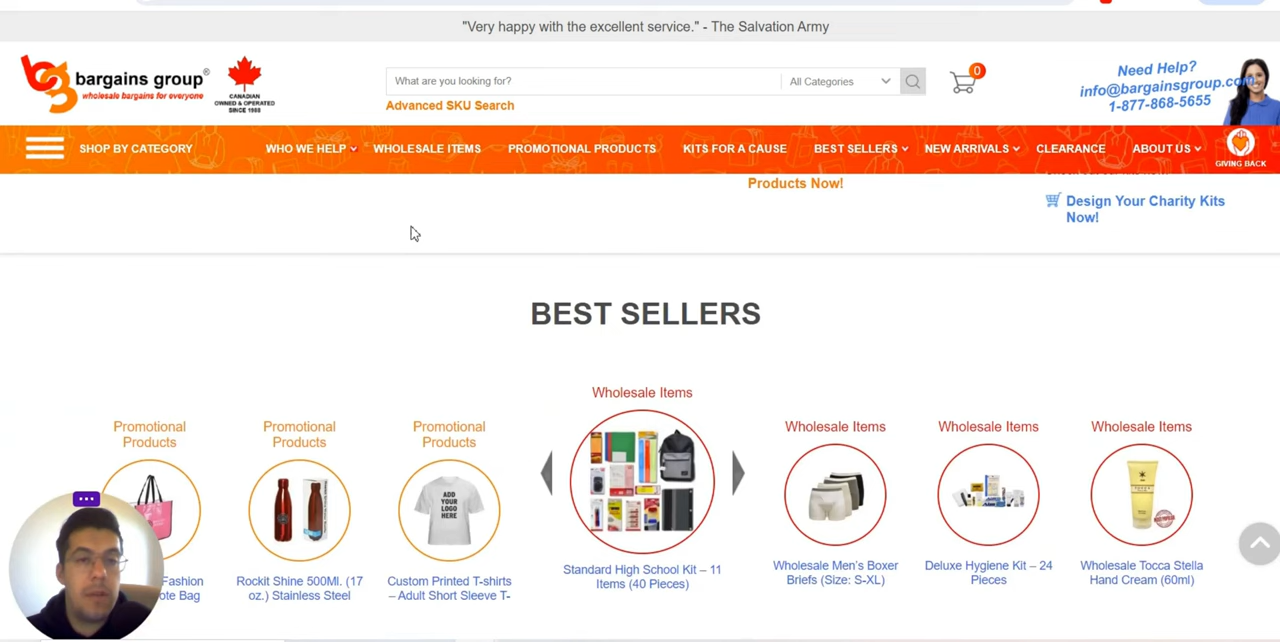 "Very happy with the excellent service." - The Salvation Army
bargains group®
wholesale bargains for everyone
CANADIAN
OWNED & OPERATED
SINCE 1988
What are you looking for?
All Categories
Advanced SKU Search
0
Need Help?
info@bargainsgroup.com
1-877-868-5655
SHOP BY CATEGORY
WHO WE HELP
WHOLESALE ITEMS
PROMOTIONAL PRODUCTS
KITS FOR A CAUSE
BEST SELLERS
NEW ARRIVALS
CLEARANCE
ABOUT US
GIVING BACK
Products Now!
Design Your Charity Kits
Now!
BEST SELLERS
Promotional
Products
Fashion
ote Bag
Promotional
Products
Rockit Shine 500Ml. (17
oz.) Stainless Steel
Promotional
Products
ADD
YOUR
LOGO
HERE
Custom Printed T-shirts
– Adult Short Sleeve T-
Wholesale Items
Standard High School Kit – 11
Items (40 Pieces)
Wholesale Items
Wholesale Men's Boxer
Briefs (Size: S-XL)
Wholesale Items
Deluxe Hygiene Kit – 24
Pieces
Wholesale Items
Wholesale Tocca Stella
Hand Cream (60ml)